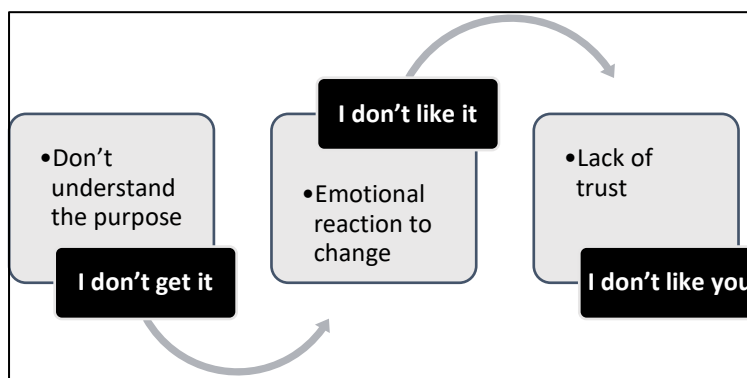 •Don’t
understand
the purpose
I don’t get it
I don’t like it
•Emotional
reaction to
change
•Lack of
trust
I don’t like you